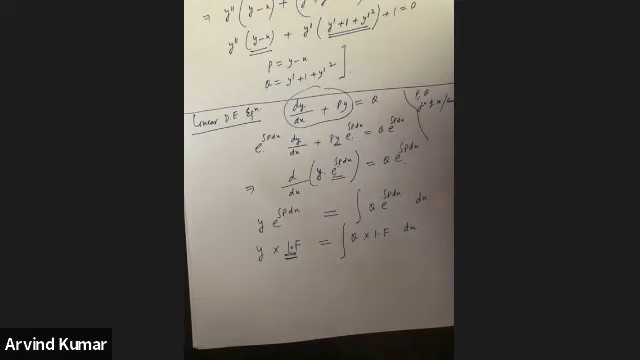 ⇒ y'' (y-x) + (y'
y'' (y-x) + y' (y'+1+y'²) + 1 = 0
P = y-x
Q = y'+1+y'² ].
Linear D.E Eqⁿ. dy/dx + Py = Q
P, Q
e^∫Pdx dy/dx + Py e^∫Pdx = Q e^∫Pdx
⇒ d/dx (y. e^∫Pdx) = Q e^∫Pdx
y e^∫Pdx = ∫ Q e^∫Pdx dx
y × I.F = ∫ Q × I.F dx
Arvind Kumar